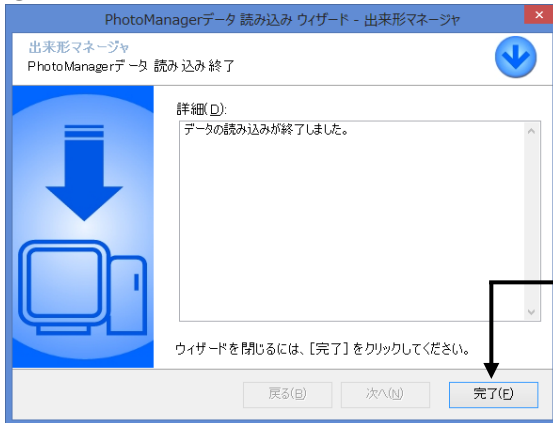 PhotoManagerデータ 読み込み ウィザード - 出来形マネージャ
出来形マネージャ
PhotoManagerデータ 読み込み終了
詳細(D):
データの読み込みが終了しました。
ウィザードを閉じるには、[完了]をクリックしてください。
戻る(B)
次へ(N)
完了(F)